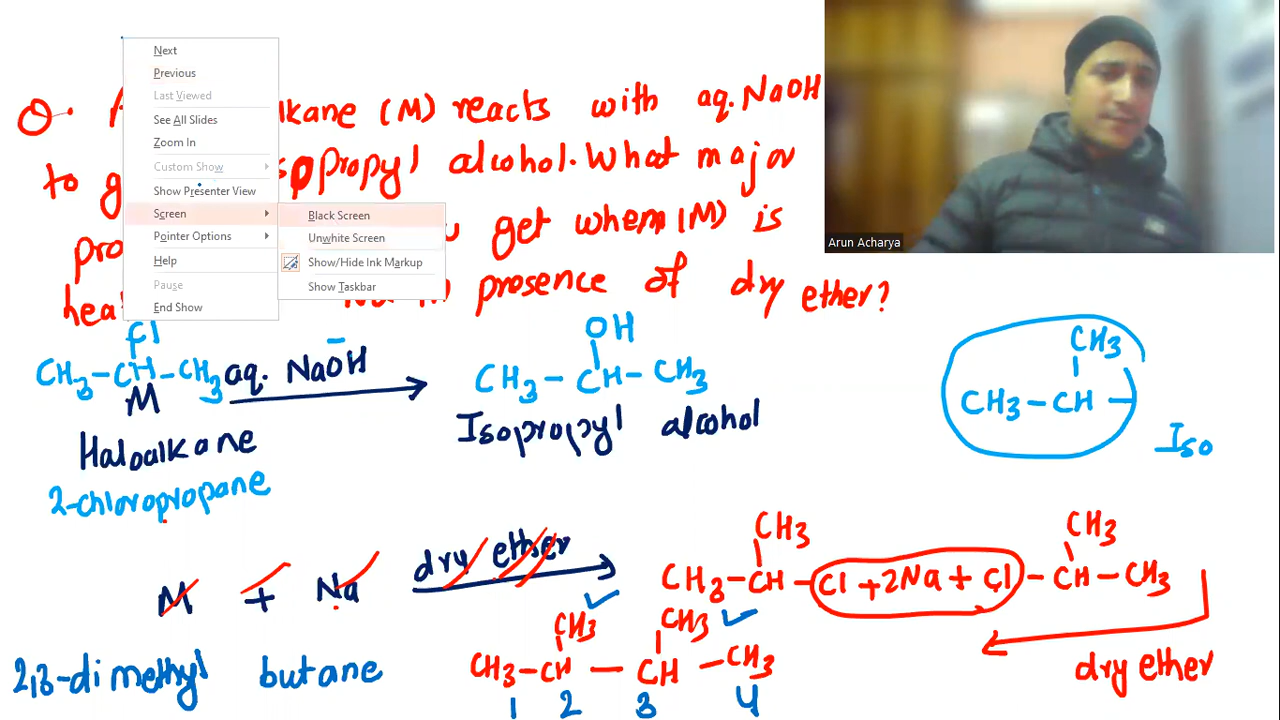 Next
Previous
Last Viewed
See All Slides
Zoom In
Custom Show
Show Presenter View
Screen
Pointer Options
Help
Pause
End Show
Black Screen
Unwhite Screen
Show/Hide Ink Markup
Show Taskbar
Arun Acharya
Q. A lkane (M) reacts with aq. NaOH
to g sopropyl alcohol. What major
pro u get when (M) is
hea in presence of dry ether?
Cl
CH3-CH-CH3
M
aq. NaOH
OH
CH3-CH-CH3
Isopropyl alcohol
Haloalkane
2-chloropropane
CH3
CH3-CH-
Iso
M + Na
dry ether
CH3 CH3
CH3-CH-Cl+2Na+Cl-CH-CH3
dry ether
CH3 CH3
CH3-CH-CH-CH3
1 2 3 4
2,3-dimethyl butane